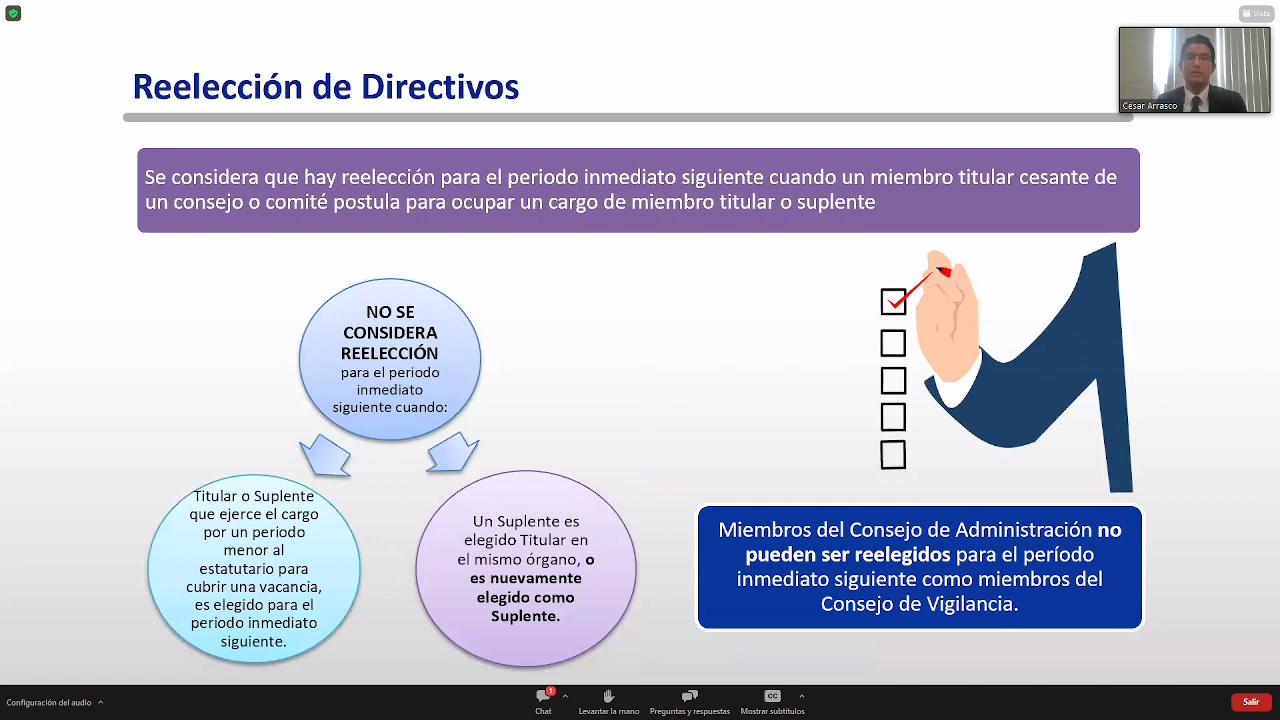 Vista
César Arrasco
Reelección de Directivos
Se considera que hay reelección para el periodo inmediato siguiente cuando un miembro titular cesante de
un consejo o comité postula para ocupar un cargo de miembro titular o suplente
NO SE
CONSIDERA
REELECCIÓN
para el periodo
inmediato
siguiente cuando:
Titular o Suplente
que ejerce el cargo
por un periodo
menor al
estatutario para
cubrir una vacancia,
es elegido para el
periodo inmediato
siguiente.
Un Suplente es
elegido Titular en
el mismo órgano, o
es nuevamente
elegido como
Suplente.
Miembros del Consejo de Administración no
pueden ser reelegidos para el período
inmediato siguiente como miembros del
Consejo de Vigilancia.
Configuración del audio
1
Chat
Levantar la mano
Preguntas y respuestas
CC
Mostrar subtítulos
Salir